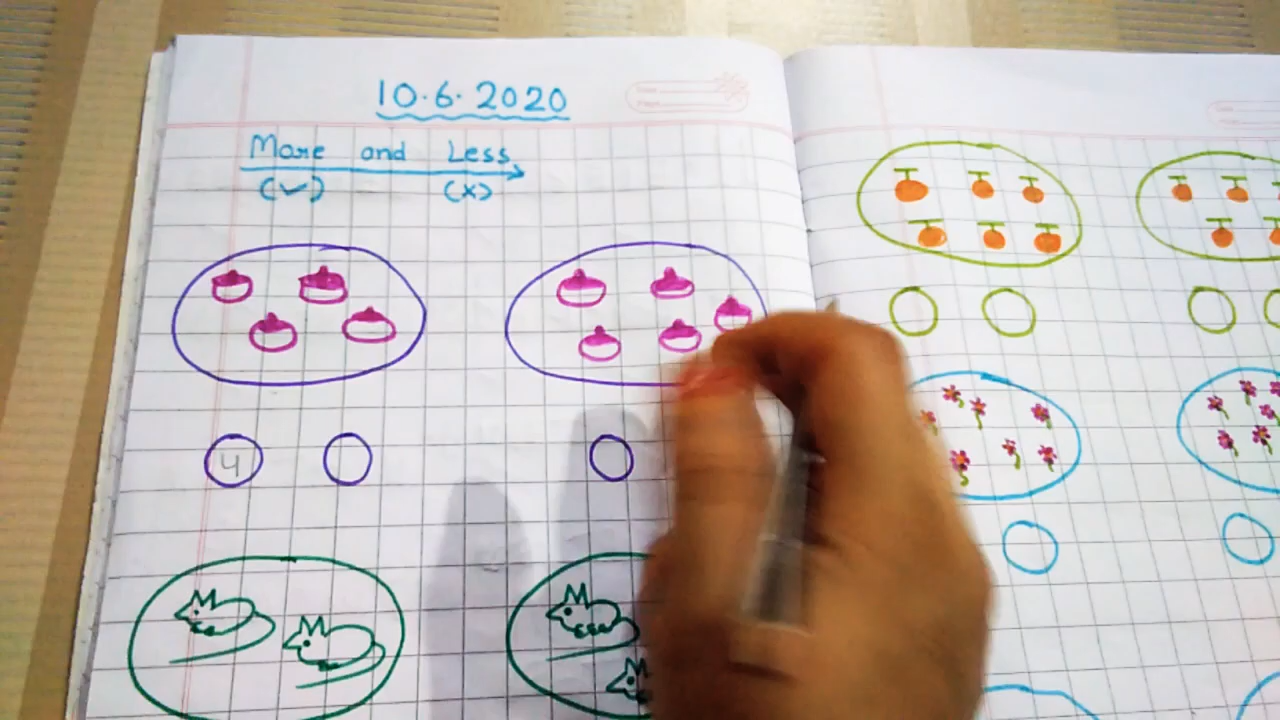 10.6.2020
More and Less
(✓) (x)
4